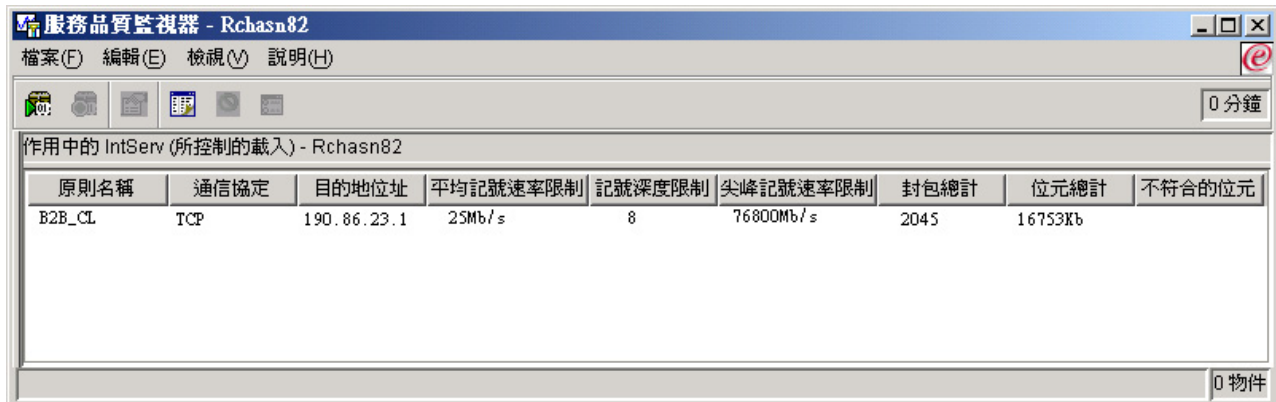 服務品質監視器 - Rchasn82
檔案(F) 編輯(E) 檢視(V) 說明(H)
0 分鐘
作用中的 IntServ (所控制的載入) - Rchasn82
原則名稱 通信協定 目的地位址 平均記號速率限制 記號深度限制 尖峰記號速率限制 封包總計 位元總計 不符合的位元
B2B_CL TCP 190.86.23.1 25Mb/s 8 76800Mb/s 2045 16753Kb
0 物件